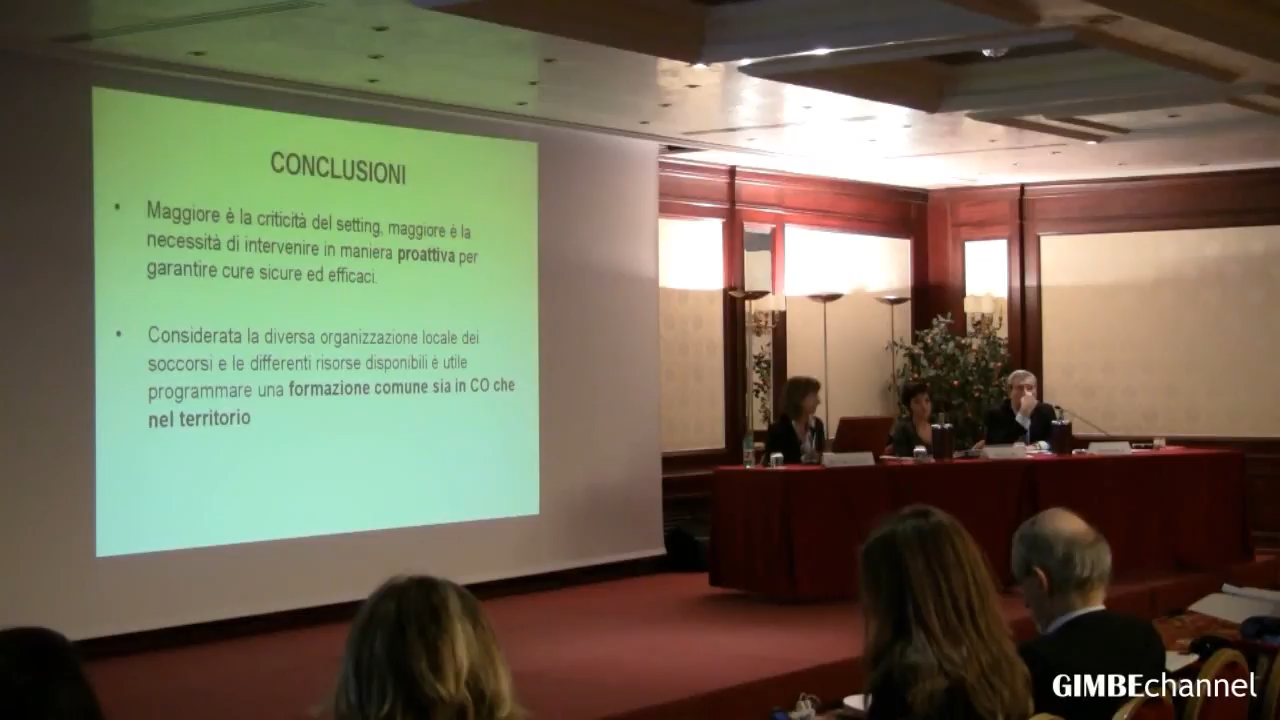 CONCLUSIONI
• Maggiore è la criticità del setting, maggiore è la
necessità di intervenire in maniera proattiva per
garantire cure sicure ed efficaci.
• Considerata la diversa organizzazione locale dei
soccorsi e le differenti risorse disponibili è utile
programmare una formazione comune sia in CO che
nel territorio
GIMBEchannel